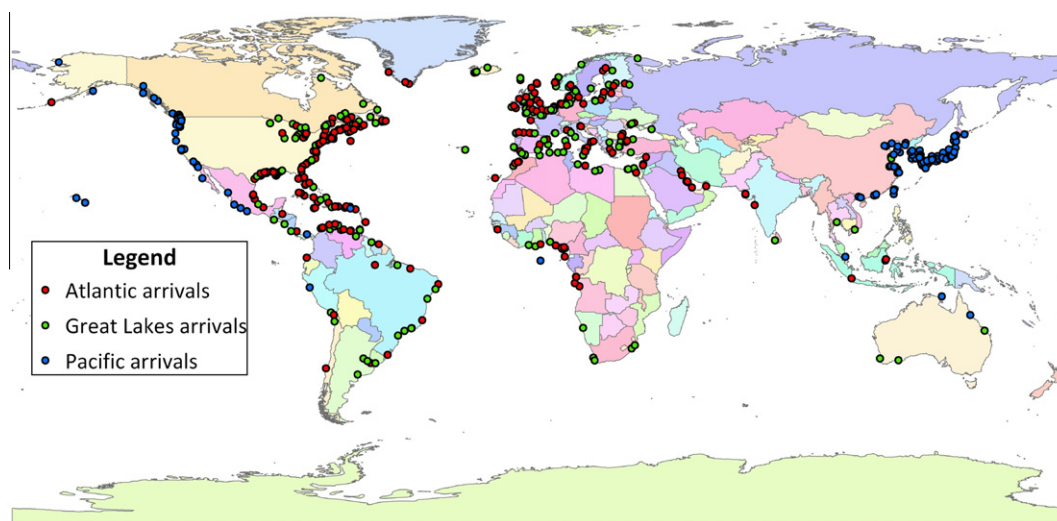 Legend
Atlantic arrivals
Great Lakes arrivals
Pacific arrivals